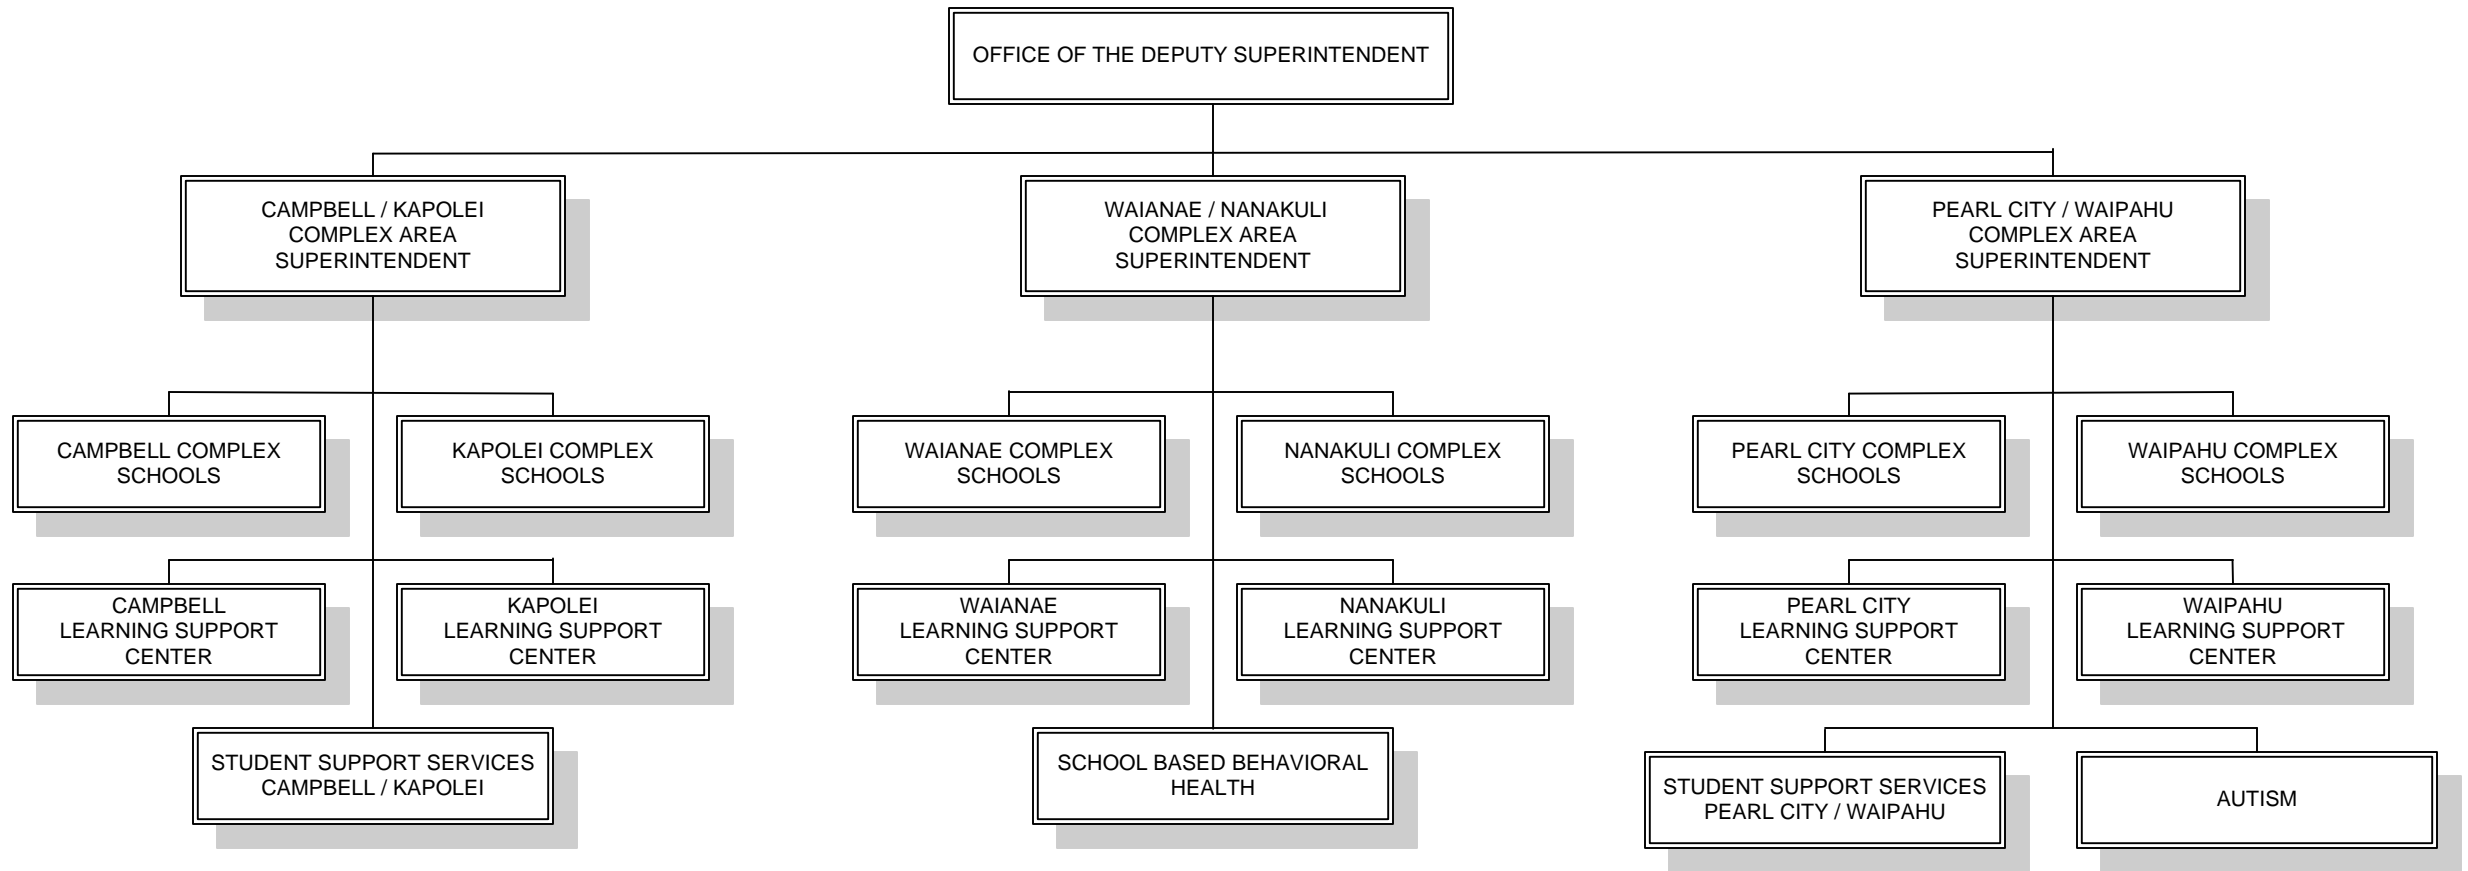 OFFICE OF THE DEPUTY SUPERINTENDENT
CAMPBELL / KAPOLEI
COMPLEX AREA
SUPERINTENDENT
WAIANAE / NANAKULI
COMPLEX AREA
SUPERINTENDENT
PEARL CITY / WAIPAHU
COMPLEX AREA
SUPERINTENDENT
CAMPBELL COMPLEX
SCHOOLS
KAPOLEI COMPLEX
SCHOOLS
WAIANAE COMPLEX
SCHOOLS
NANAKULI COMPLEX
SCHOOLS
PEARL CITY COMPLEX
SCHOOLS
WAIPAHU COMPLEX
SCHOOLS
CAMPBELL
LEARNING SUPPORT
CENTER
KAPOLEI
LEARNING SUPPORT
CENTER
WAIANAE
LEARNING SUPPORT
CENTER
NANAKULI
LEARNING SUPPORT
CENTER
PEARL CITY
LEARNING SUPPORT
CENTER
WAIPAHU
LEARNING SUPPORT
CENTER
STUDENT SUPPORT SERVICES
CAMPBELL / KAPOLEI
SCHOOL BASED BEHAVIORAL
HEALTH
STUDENT SUPPORT SERVICES
PEARL CITY / WAIPAHU
AUTISM